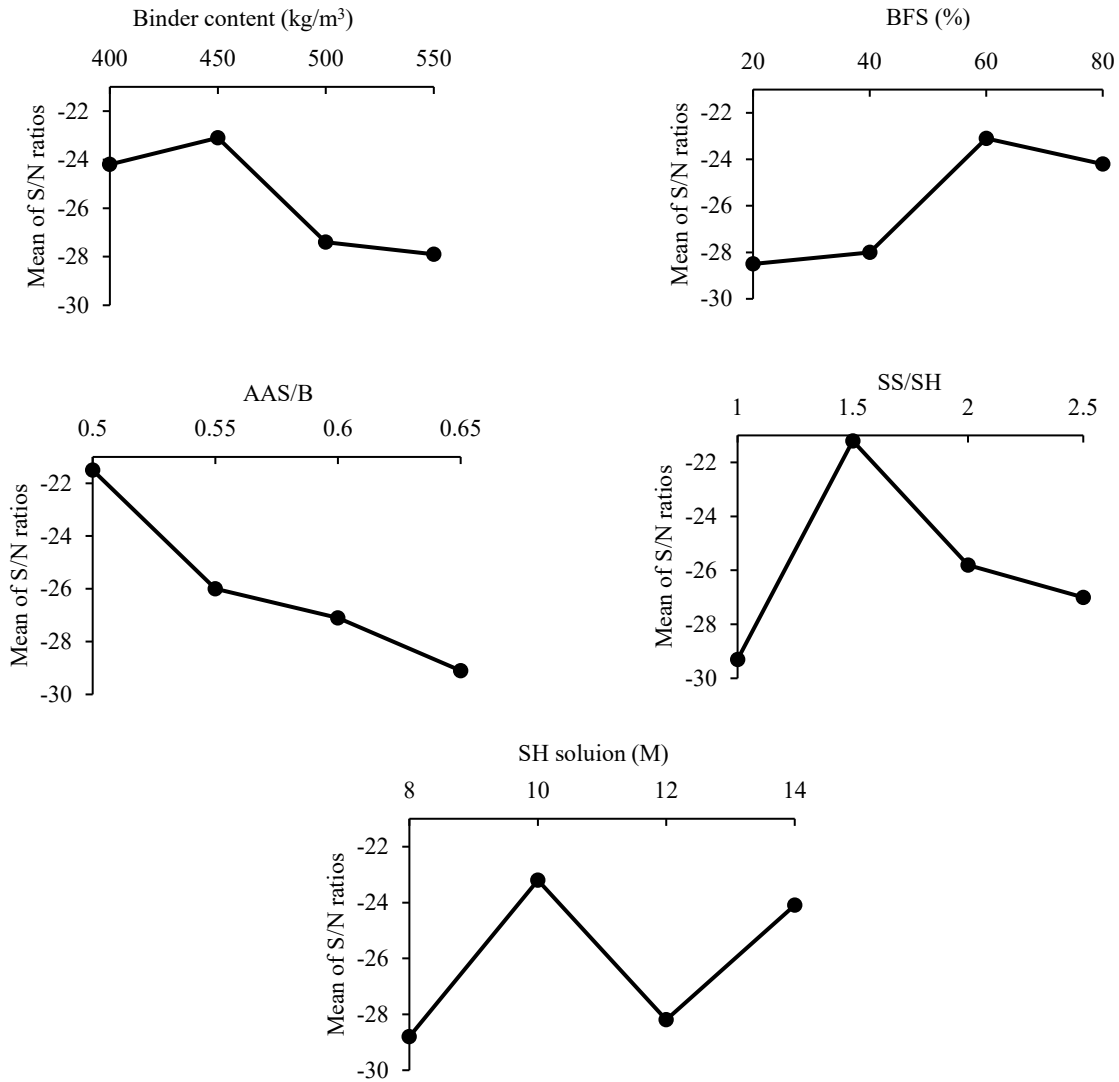 Binder content (kg/m³)
400 450 500 550
Mean of S/N ratios
-22
-24
-26
-28
-30
BFS (%)
20 40 60 80
Mean of S/N ratios
-22
-24
-26
-28
-30
AAS/B
0.5 0.55 0.6 0.65
Mean of S/N ratios
-22
-24
-26
-28
-30
SS/SH
1 1.5 2 2.5
Mean of S/N ratios
-22
-24
-26
-28
-30
SH soluion (M)
8 10 12 14
Mean of S/N ratios
-22
-24
-26
-28
-30